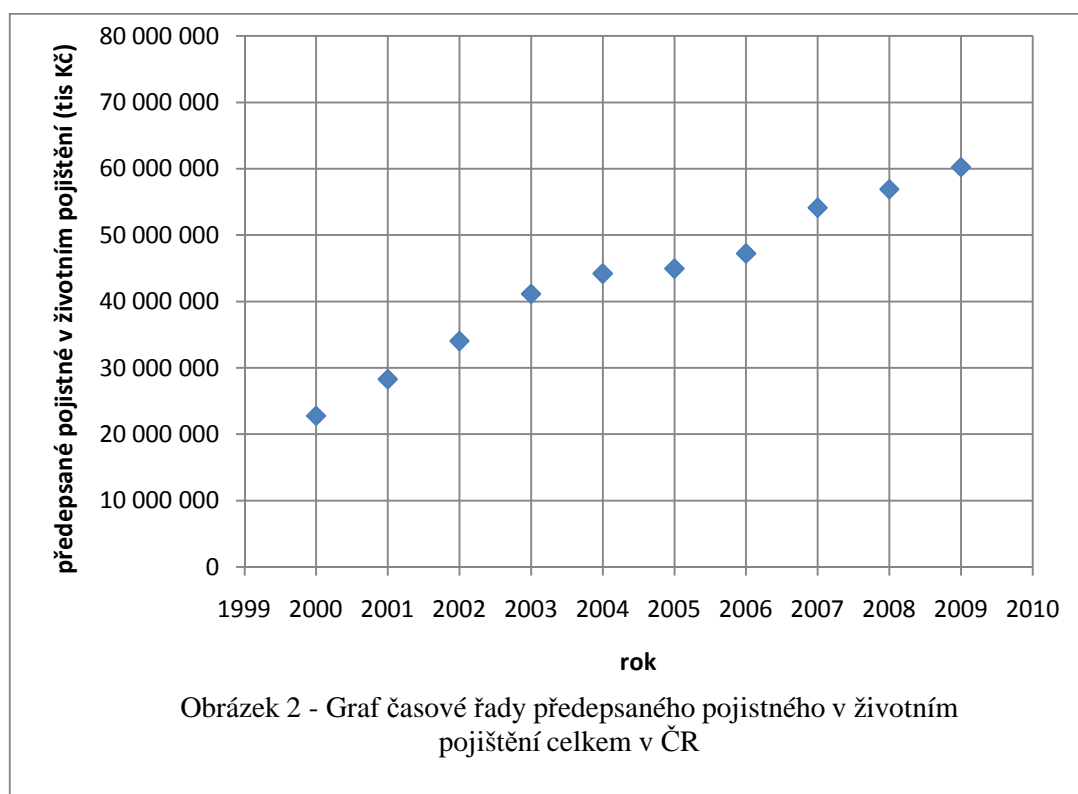 předepsané pojistné v životním pojištění (tis Kč)
80 000 000
70 000 000
60 000 000
50 000 000
40 000 000
30 000 000
20 000 000
10 000 000
0
1999 2000 2001 2002 2003 2004 2005 2006 2007 2008 2009 2010
rok
Obrázek 2 - Graf časové řady předepsaného pojistného v životním
pojištění celkem v ČR